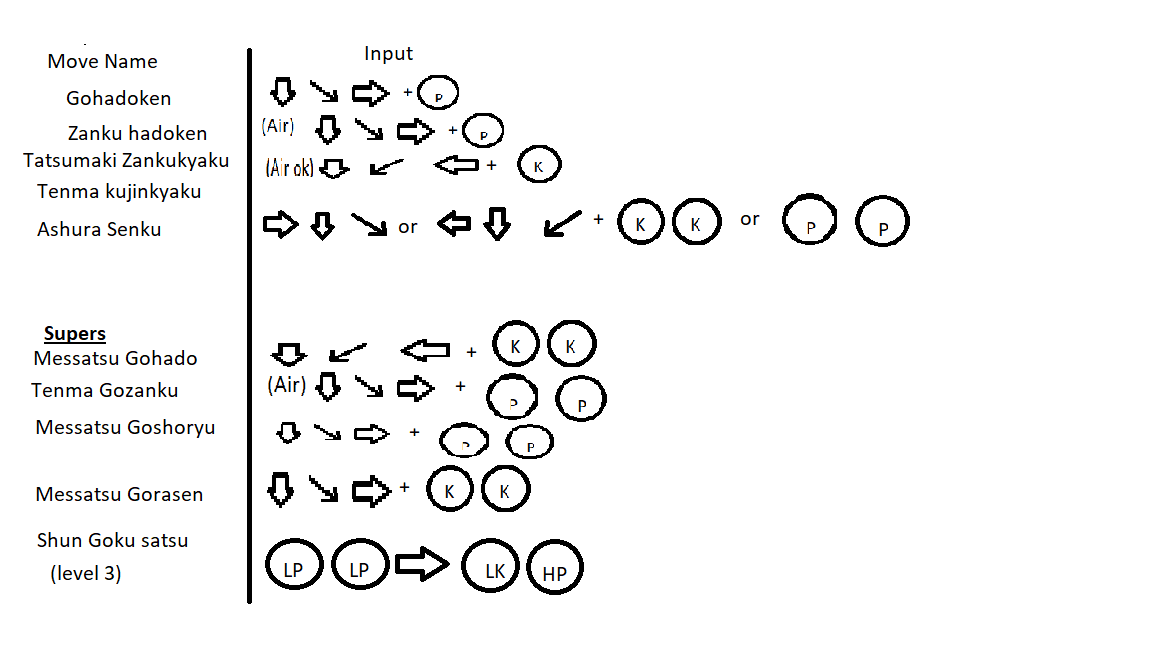 Move Name Input
Gohadoken + P
Zanku hadoken (Air) + P
Tatsumaki Zankukyaku (Air ok) + K
Tenma kujinkyaku
Ashura Senku or + K K or P P
Supers
Messatsu Gohado + K K
Tenma Gozanku (Air) + P P
Messatsu Goshoryu + P P
Messatsu Gorasen + K K
Shun Goku satsu LP LP LK HP
(level 3)